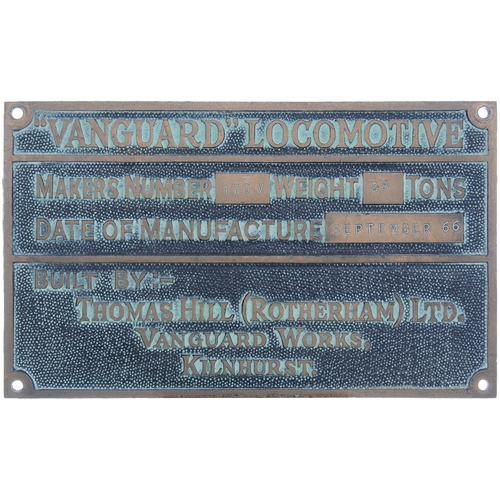 "VANGUARD" LOCOMOTIVE
MAKERS NUMBER WEIGHT TONS
DATE OF MANUFACTURE SEPTEMBER 66
BUILT BY:-
THOMAS HILL (ROTHERHAM) LTD.
VANGUARD WORKS,
KILNHURST.